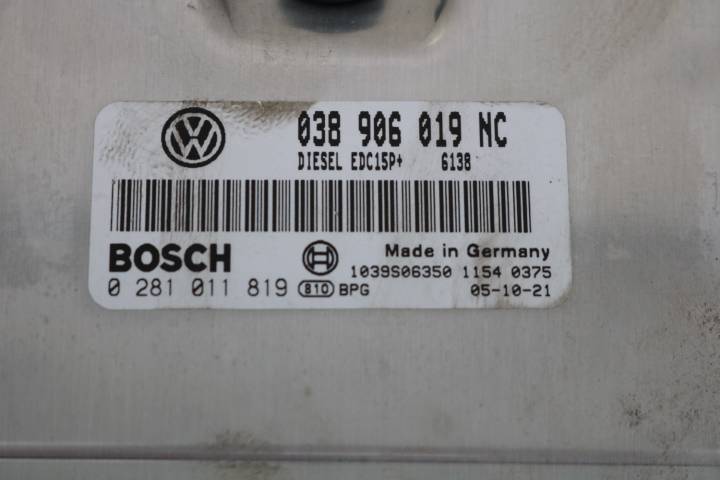 038 906 019 NC
DIESEL EDC15P+ 6138
BOSCH
Made in Germany
1039S06350 1154 0375
0 281 011 819 810 BPG 05-10-21